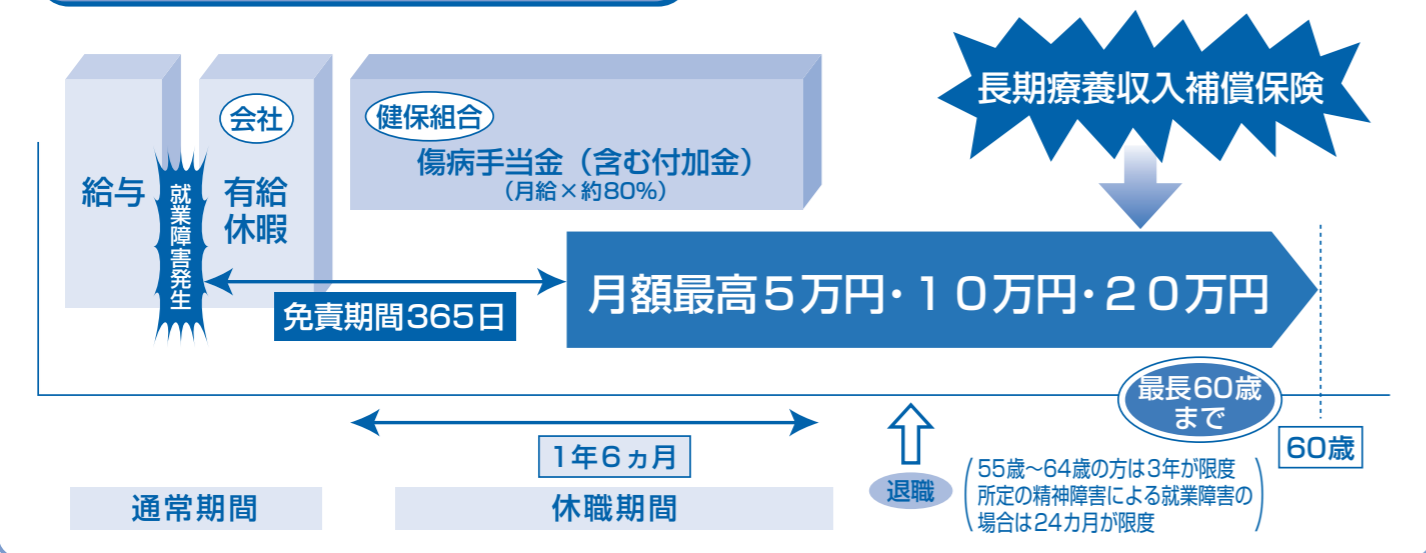 長期療養収入補償保険
会社
健保組合
傷病手当金（含む付加金）
（月給×約80％）
給与
就業障害発生
有給
休暇
免責期間365日
月額最高５万円・１０万円・２０万円
最長60歳
まで
60歳
1年6ヵ月
退職
（55歳～64歳の方は3年が限度
所定の精神障害による就業障害の
場合は24カ月が限度）
通常期間
休職期間